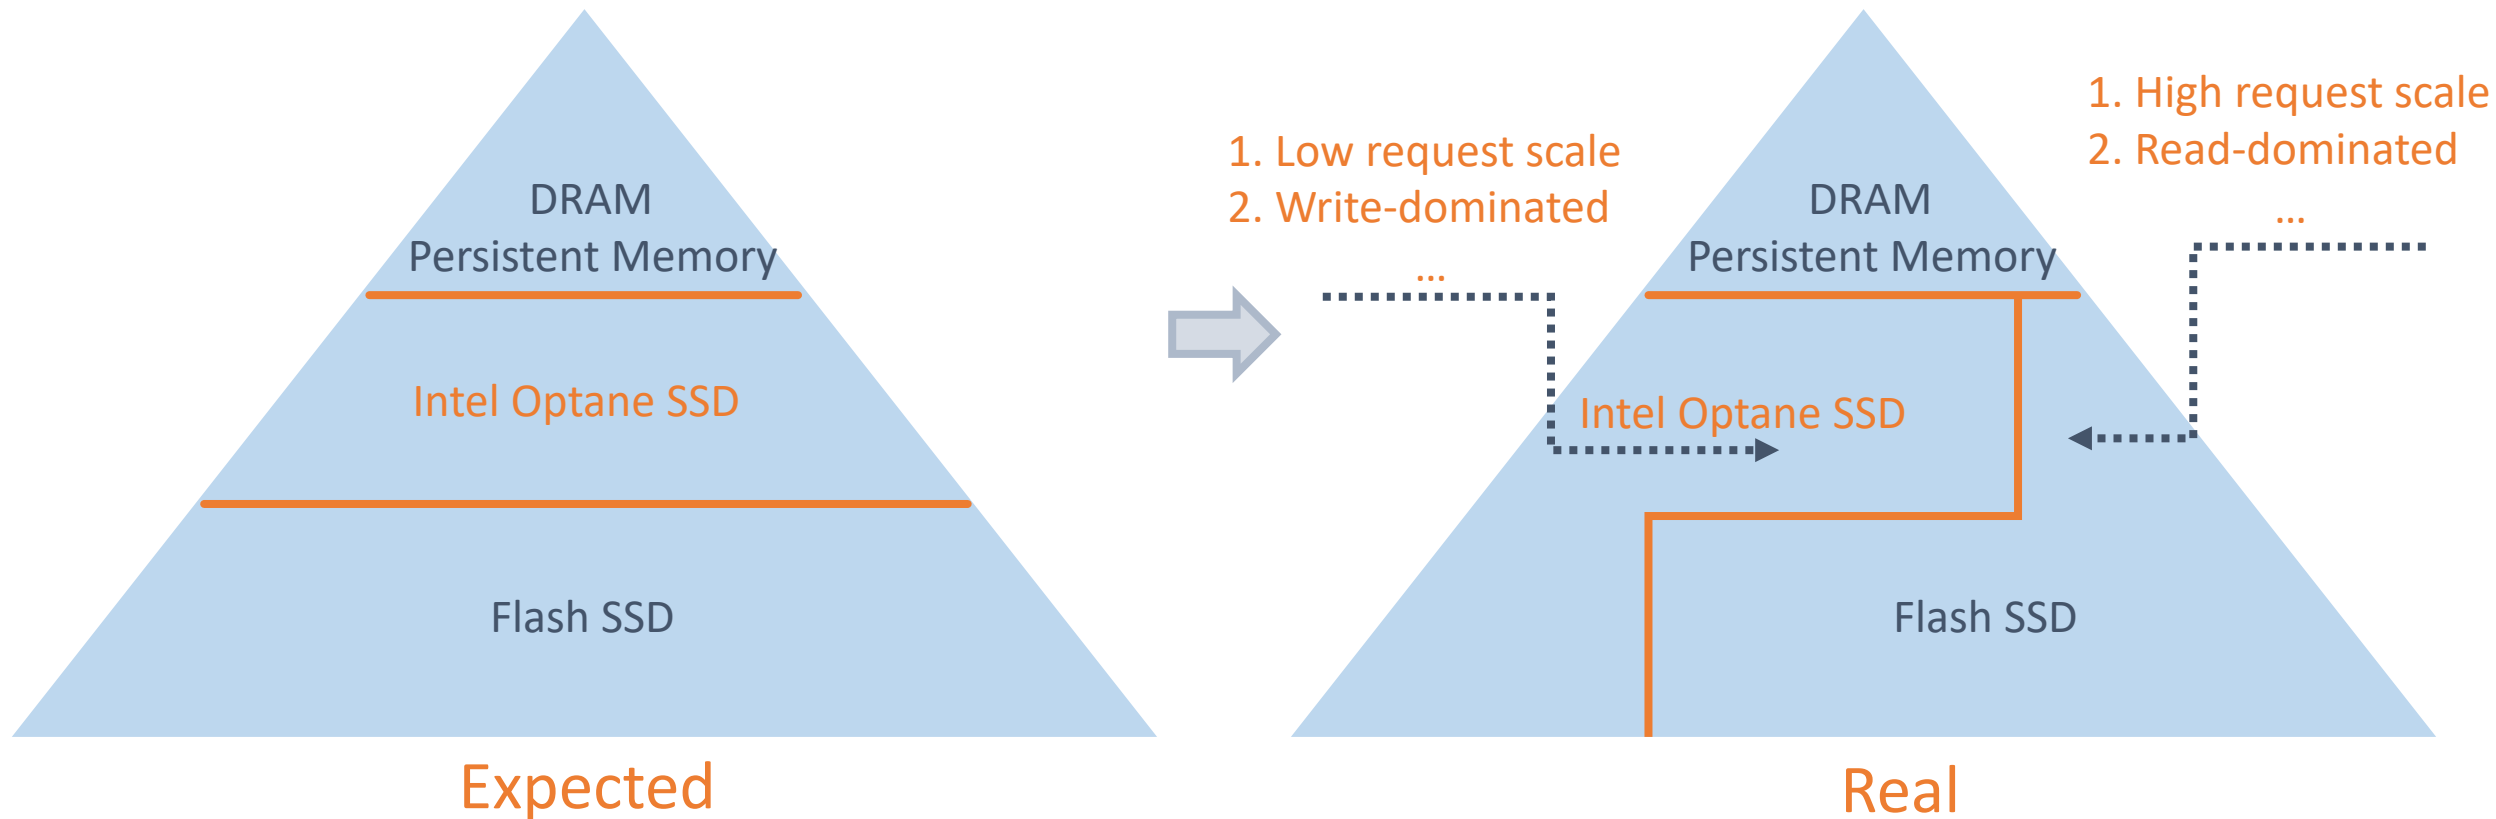 DRAM
Persistent Memory
Intel Optane SSD
Flash SSD
Expected
1. Low request scale
2. Write-dominated
...
DRAM
Persistent Memory
Intel Optane SSD
Flash SSD
Real
1. High request scale
2. Read-dominated
...